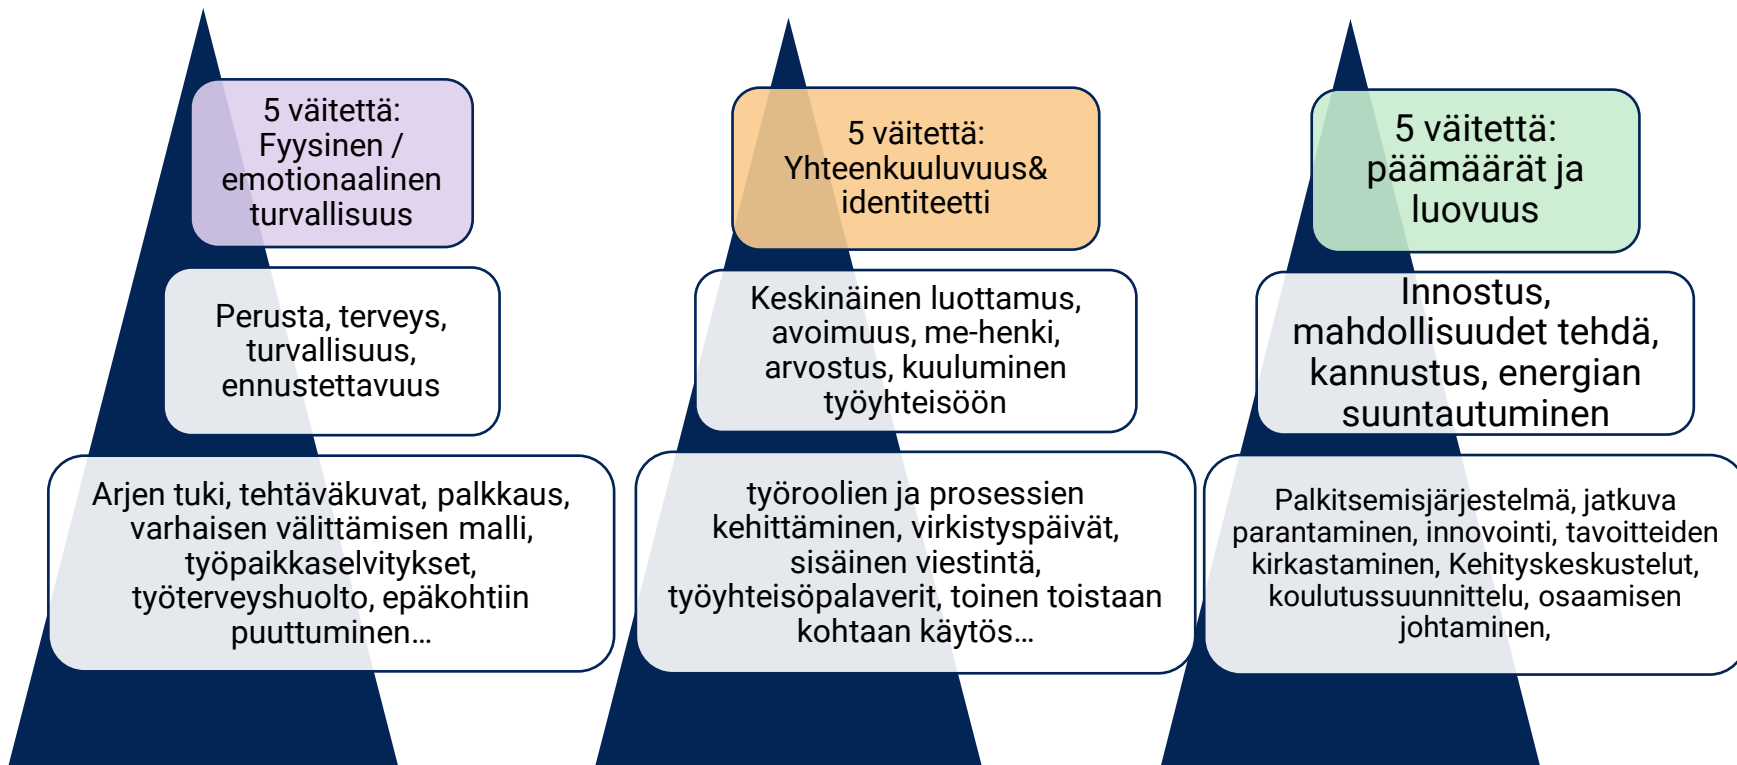 5 väitettä:
Fyysinen /
emotionaalinen
turvallisuus
Perusta, terveys,
turvallisuus,
ennustettavuus
Arjen tuki, tehtäväkuvat, palkkaus,
varhaisen välittämisen malli,
työpaikkaselvitykset,
työterveyshuolto, epäkohtiin
puuttuminen…
5 väitettä:
Yhteenkuuluvuus&
identiteetti
Keskinäinen luottamus,
avoimuus, me-henki,
arvostus, kuuluminen
työyhteisöön
työroolien ja prosessien
kehittäminen, virkistyspäivät,
sisäinen viestintä,
työyhteisöpalaverit, toinen toistaan
kohtaan käytös…
5 väitettä:
päämäärät ja
luovuus
Innostus,
mahdollisuudet tehdä,
kannustus, energian
suuntautuminen
Palkitsemisjärjestelmä, jatkuva
parantaminen, innovointi, tavoitteiden
kirkastaminen, Kehityskeskustelut,
koulutussuunnittelu, osaamisen
johtaminen,